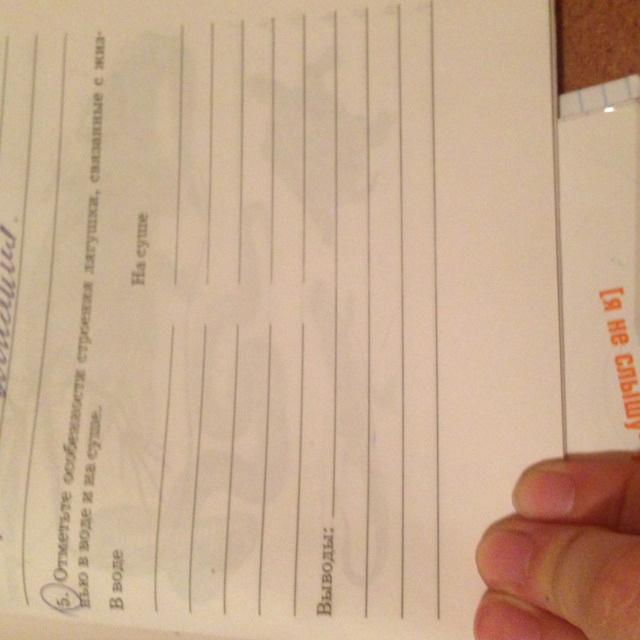 5. Отметьте особенности строения лягушки, связанные с жиз-
нью в воде и на суше.
В воде
На суше
Выводы:
[я не слышу